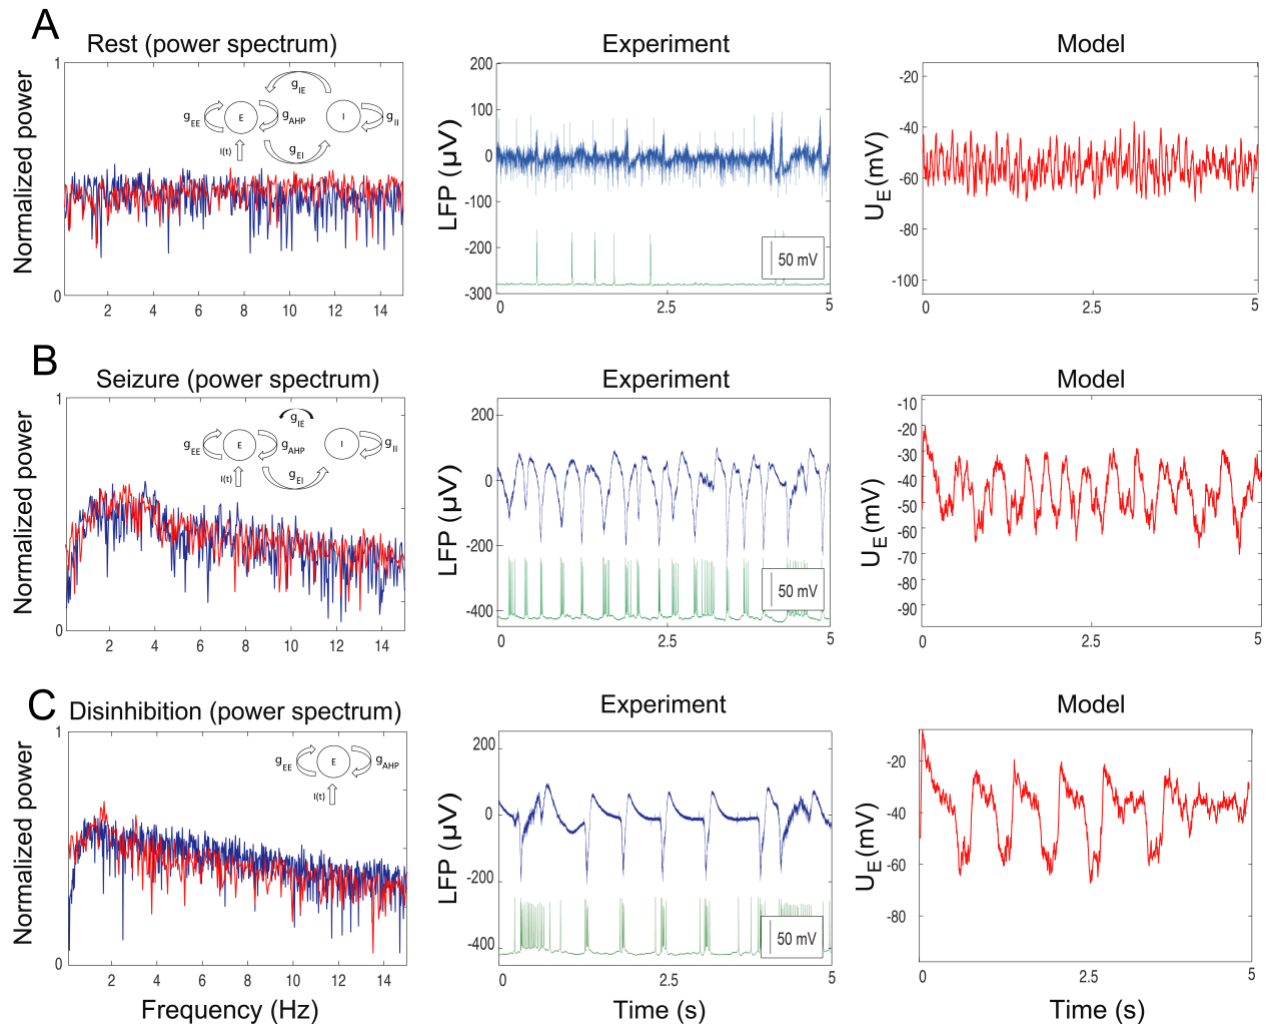 A
Rest (power spectrum)
Experiment
Model
Normalized power
1
0
2 4 6 8 10 12 14
g_IE
g_EE
E
g_AHP
I
g_II
I(t)
g_EI
LFP (µV)
200
100
0
-100
-200
-300
50 mV
0 2.5 5
U_E (mV)
-20
-40
-60
-80
-100
0 2.5 5
B
Seizure (power spectrum)
Experiment
Model
Normalized power
1
0
2 4 6 8 10 12 14
g_IE
g_EE
E
g_AHP
I
g_II
I(t)
g_EI
LFP (µV)
200
0
-200
-400
50 mV
0 2.5 5
U_E (mV)
-10
-20
-30
-40
-50
-60
-70
-80
-90
0 2.5 5
C
Disinhibition (power spectrum)
Experiment
Model
Normalized power
1
0
2 4 6 8 10 12 14
g_EE
E
g_AHP
I(t)
LFP (µV)
200
0
-200
-400
50 mV
0 2.5 5
U_E (mV)
-20
-40
-60
-80
0 2.5 5
Frequency (Hz)
Time (s)
Time (s)